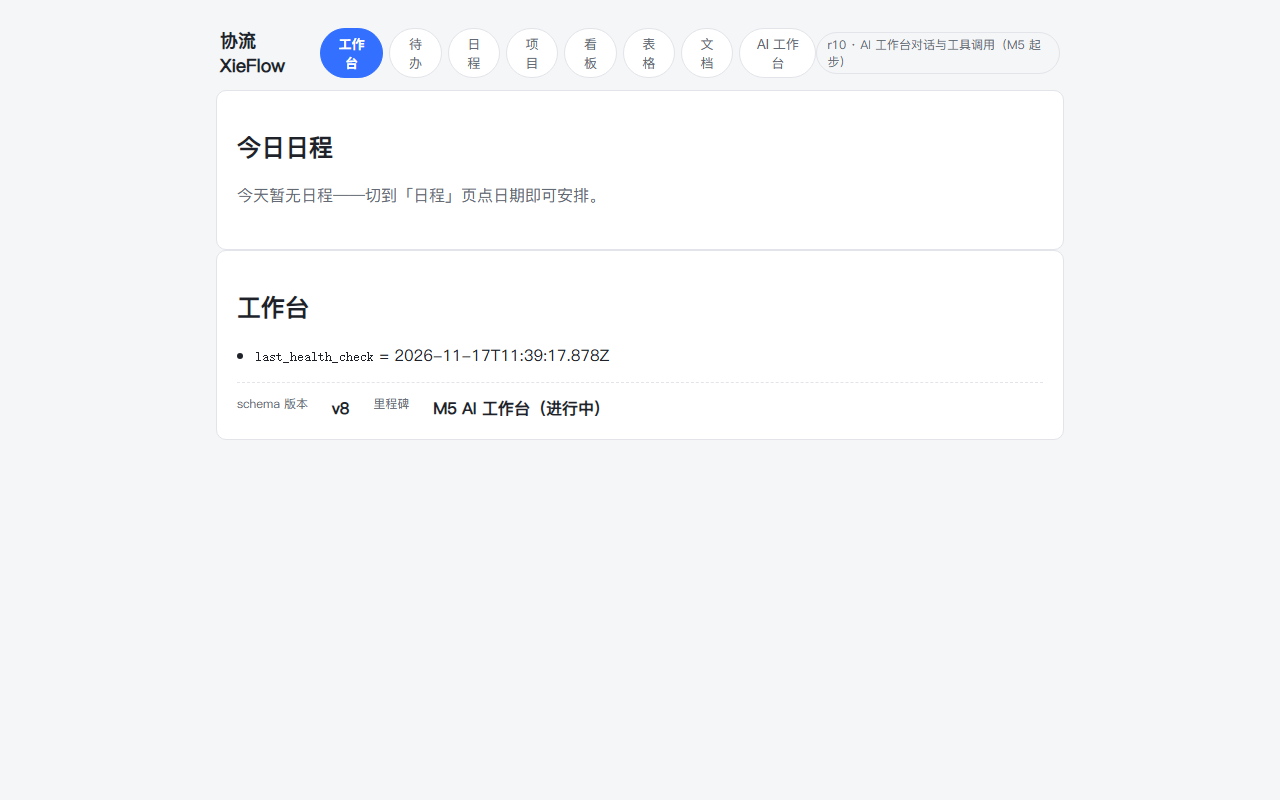 协流
XieFlow
工作
台
待
办
日
程
项
目
看
板
表
格
文
档
AI 工作
台
r10 · AI 工作台对话与工具调用（M5 起
步）
今日日程
今天暂无日程——切到「日程」页点日期即可安排。
工作台
last_health_check = 2026-11-17T11:39:17.878Z
schema 版本 v8 里程碑 M5 AI 工作台（进行中）